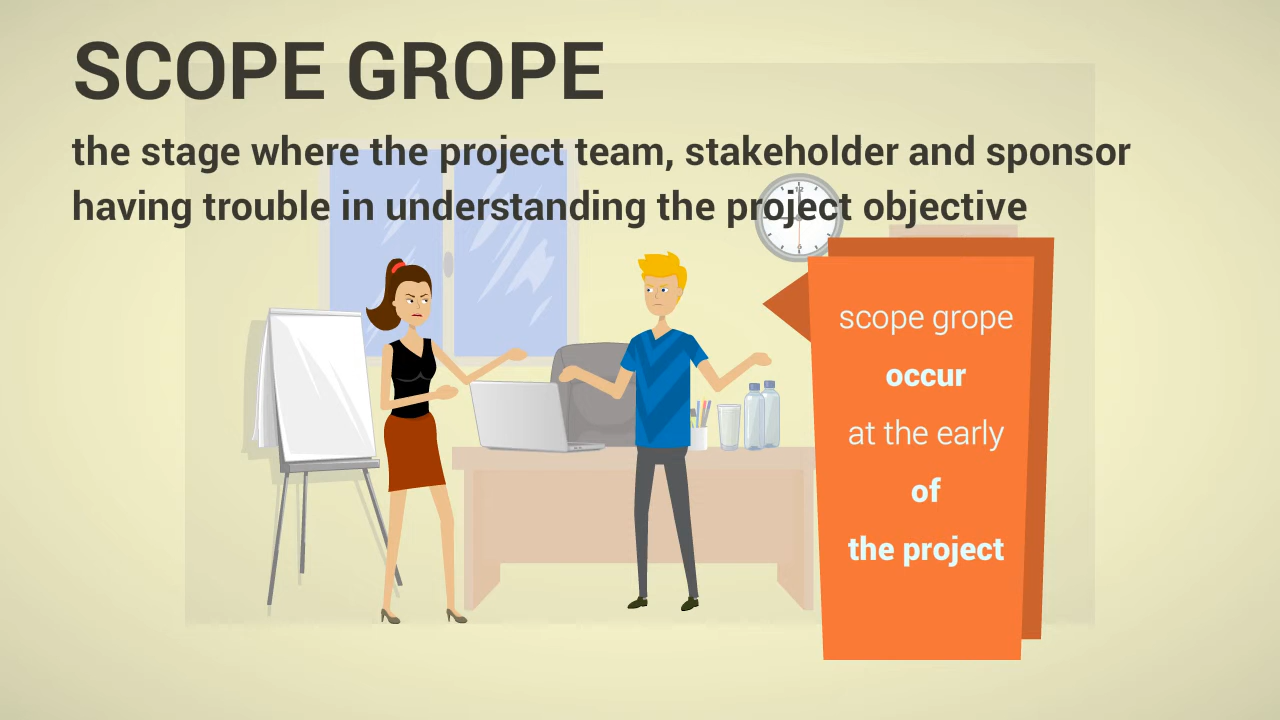 SCOPE GROPE
the stage where the project team, stakeholder and sponsor
having trouble in understanding the project objective
scope grope
occur
at the early
of
the project